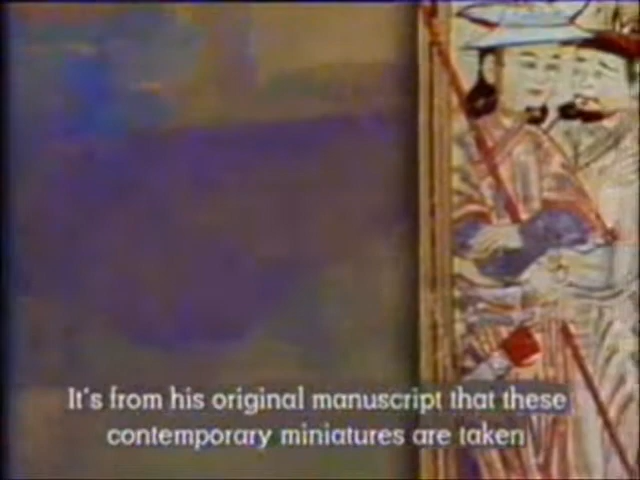 It's from his original manuscript that these
contemporary miniatures are taken